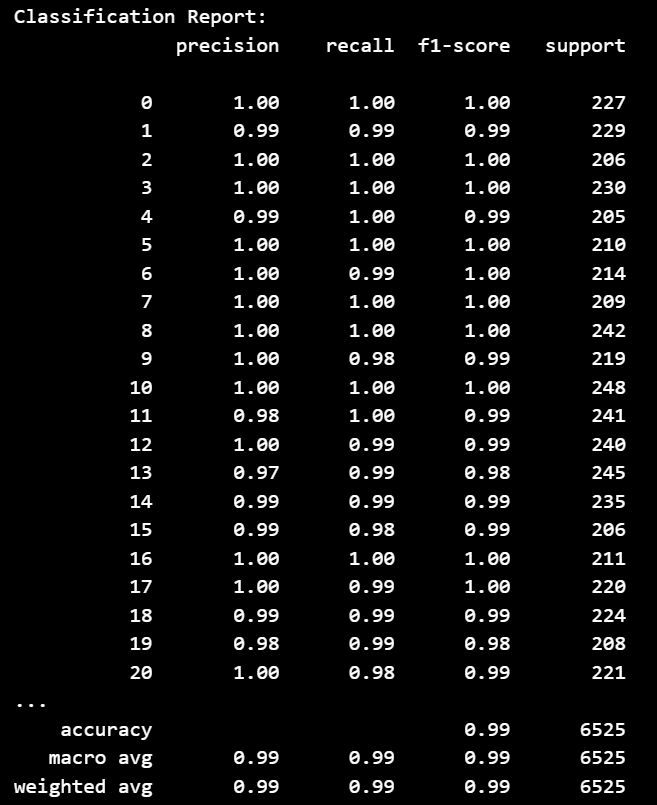 Classification Report:
precision recall f1-score support
0 1.00 1.00 1.00 227
1 0.99 0.99 0.99 229
2 1.00 1.00 1.00 206
3 1.00 1.00 1.00 230
4 0.99 1.00 0.99 205
5 1.00 1.00 1.00 210
6 1.00 0.99 1.00 214
7 1.00 1.00 1.00 209
8 1.00 1.00 1.00 242
9 1.00 0.98 0.99 219
10 1.00 1.00 1.00 248
11 0.98 1.00 0.99 241
12 1.00 0.99 0.99 240
13 0.97 0.99 0.98 245
14 0.99 0.99 0.99 235
15 0.99 0.98 0.99 206
16 1.00 1.00 1.00 211
17 1.00 0.99 1.00 220
18 0.99 0.99 0.99 224
19 0.98 0.99 0.98 208
20 1.00 0.98 0.99 221
...
accuracy 0.99 6525
macro avg 0.99 0.99 0.99 6525
weighted avg 0.99 0.99 0.99 6525